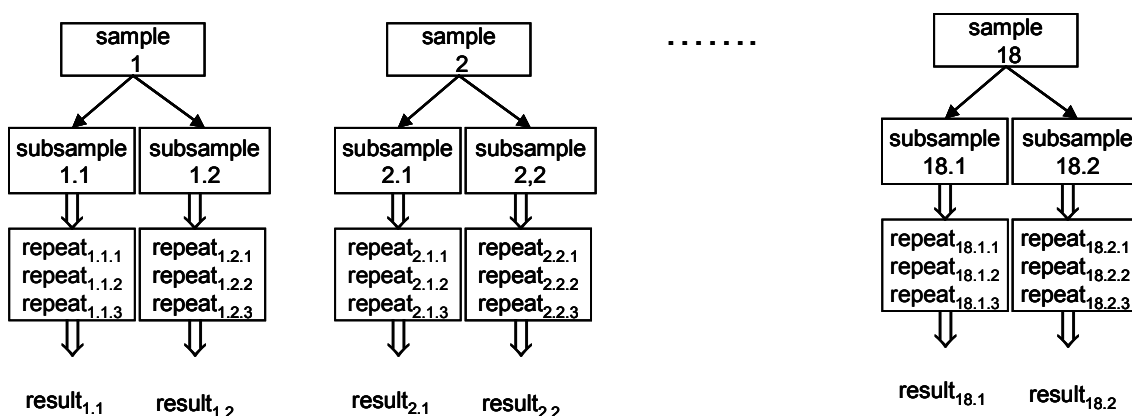 sample
1
sample
2
.......
sample
18
subsample
1.1
subsample
1.2
subsample
2.1
subsample
2,2
subsample
18.1
subsample
18.2
repeat1.1.1
repeat1.1.2
repeat1.1.3
repeat1.2.1
repeat1.2.2
repeat1.2.3
repeat2.1.1
repeat2.1.2
repeat2.1.3
repeat2.2.1
repeat2.2.2
repeat2.2.3
repeat18.1.1
repeat18.1.2
repeat18.1.3
repeat18.2.1
repeat18.2.2
repeat18.2.3
result1.1
result1.2
result2.1
result2.2
result18.1
result18.2